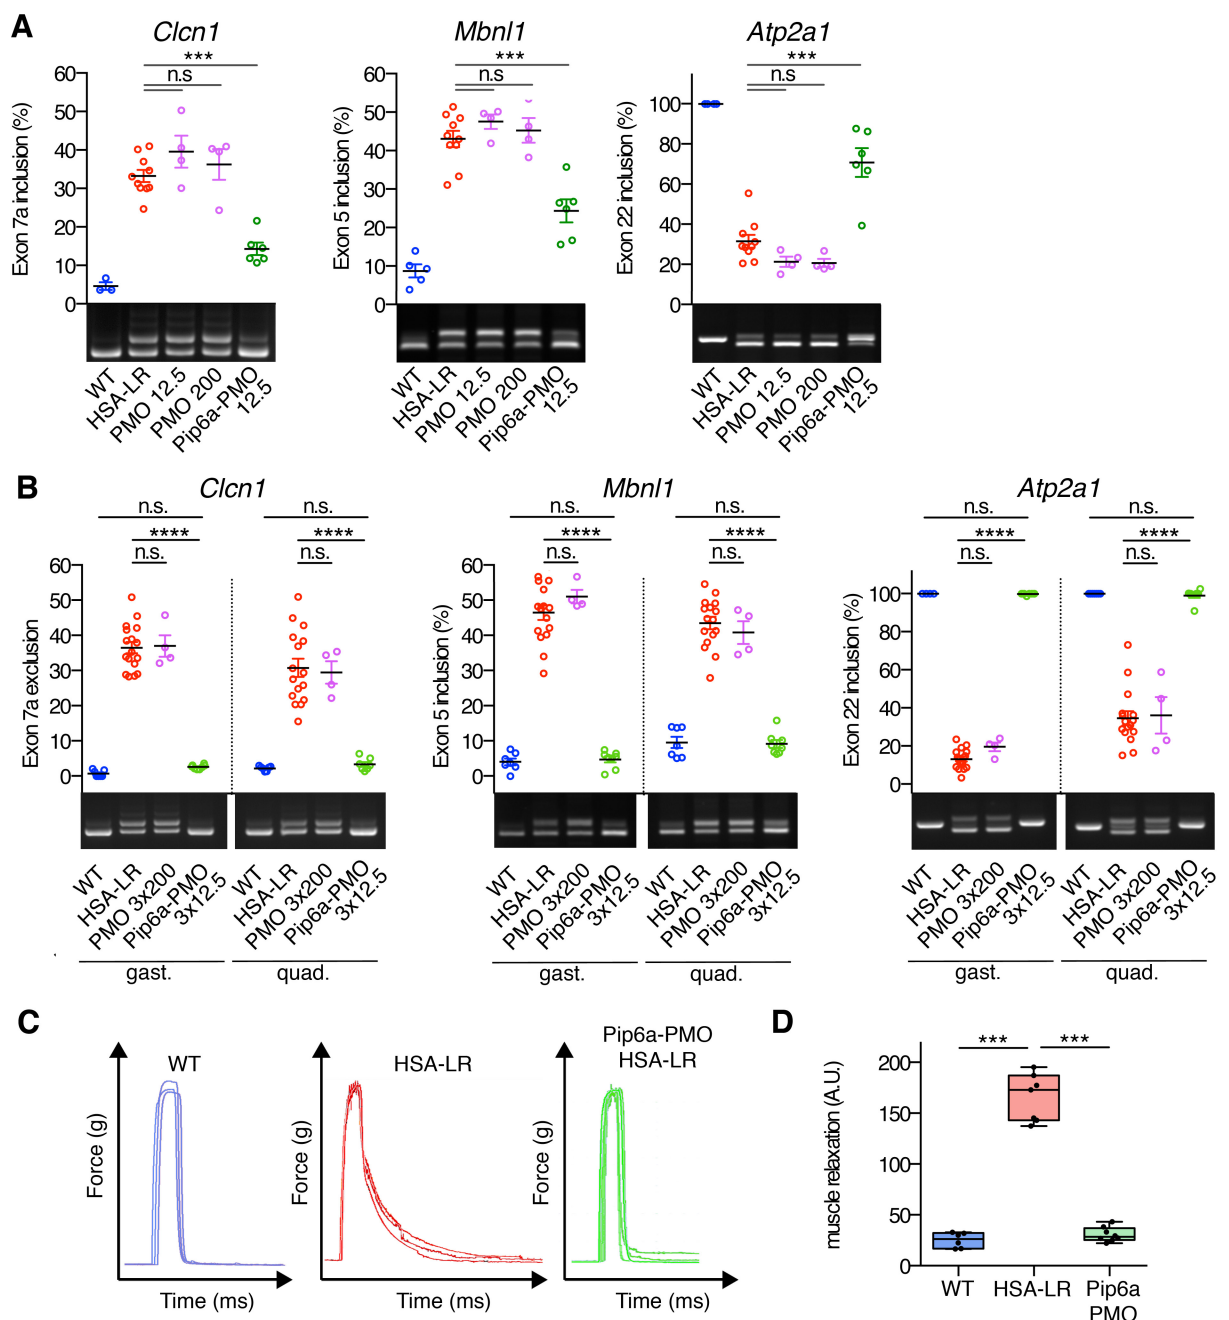 A
Clcn1
Mbnl1
Atp2a1
***
n.s
***
n.s
***
n.s
Exon 7a inclusion (%)
60
50
40
30
20
10
0
Exon 5 inclusion (%)
60
50
40
30
20
10
0
Exon 22 inclusion (%)
100
80
60
40
20
0
WT
HSA-LR
PMO 12.5
PMO 200
Pip6a-PMO
12.5
WT
HSA-LR
PMO 12.5
PMO 200
Pip6a-PMO
12.5
WT
HSA-LR
PMO 12.5
PMO 200
Pip6a-PMO
12.5
B
Clcn1
Mbnl1
Atp2a1
n.s.
****
n.s.
n.s.
****
n.s.
n.s.
****
n.s.
n.s.
****
n.s.
n.s.
****
n.s.
n.s.
****
n.s.
Exon 7a exclusion
60
50
40
30
20
10
0
Exon 5 inclusion (%)
60
50
40
30
20
10
0
Exon 22 inclusion (%)
100
80
60
40
20
0
WT
HSA-LR
PMO 3x200
Pip6a-PMO
3x12.5
WT
HSA-LR
PMO 3x200
Pip6a-PMO
3x12.5
WT
HSA-LR
PMO 3x200
Pip6a-PMO
3x12.5
WT
HSA-LR
PMO 3x200
Pip6a-PMO
3x12.5
WT
HSA-LR
PMO 3x200
Pip6a-PMO
3x12.5
WT
HSA-LR
PMO 3x200
Pip6a-PMO
3x12.5
gast.
quad.
gast.
quad.
gast.
quad.
C
WT
Force (g)
Time (ms)
HSA-LR
Force (g)
Time (ms)
Pip6a-PMO
HSA-LR
Force (g)
Time (ms)
D
***
***
muscle relaxation (A.U.)
200
150
100
50
0
WT
HSA-LR
Pip6a
PMO